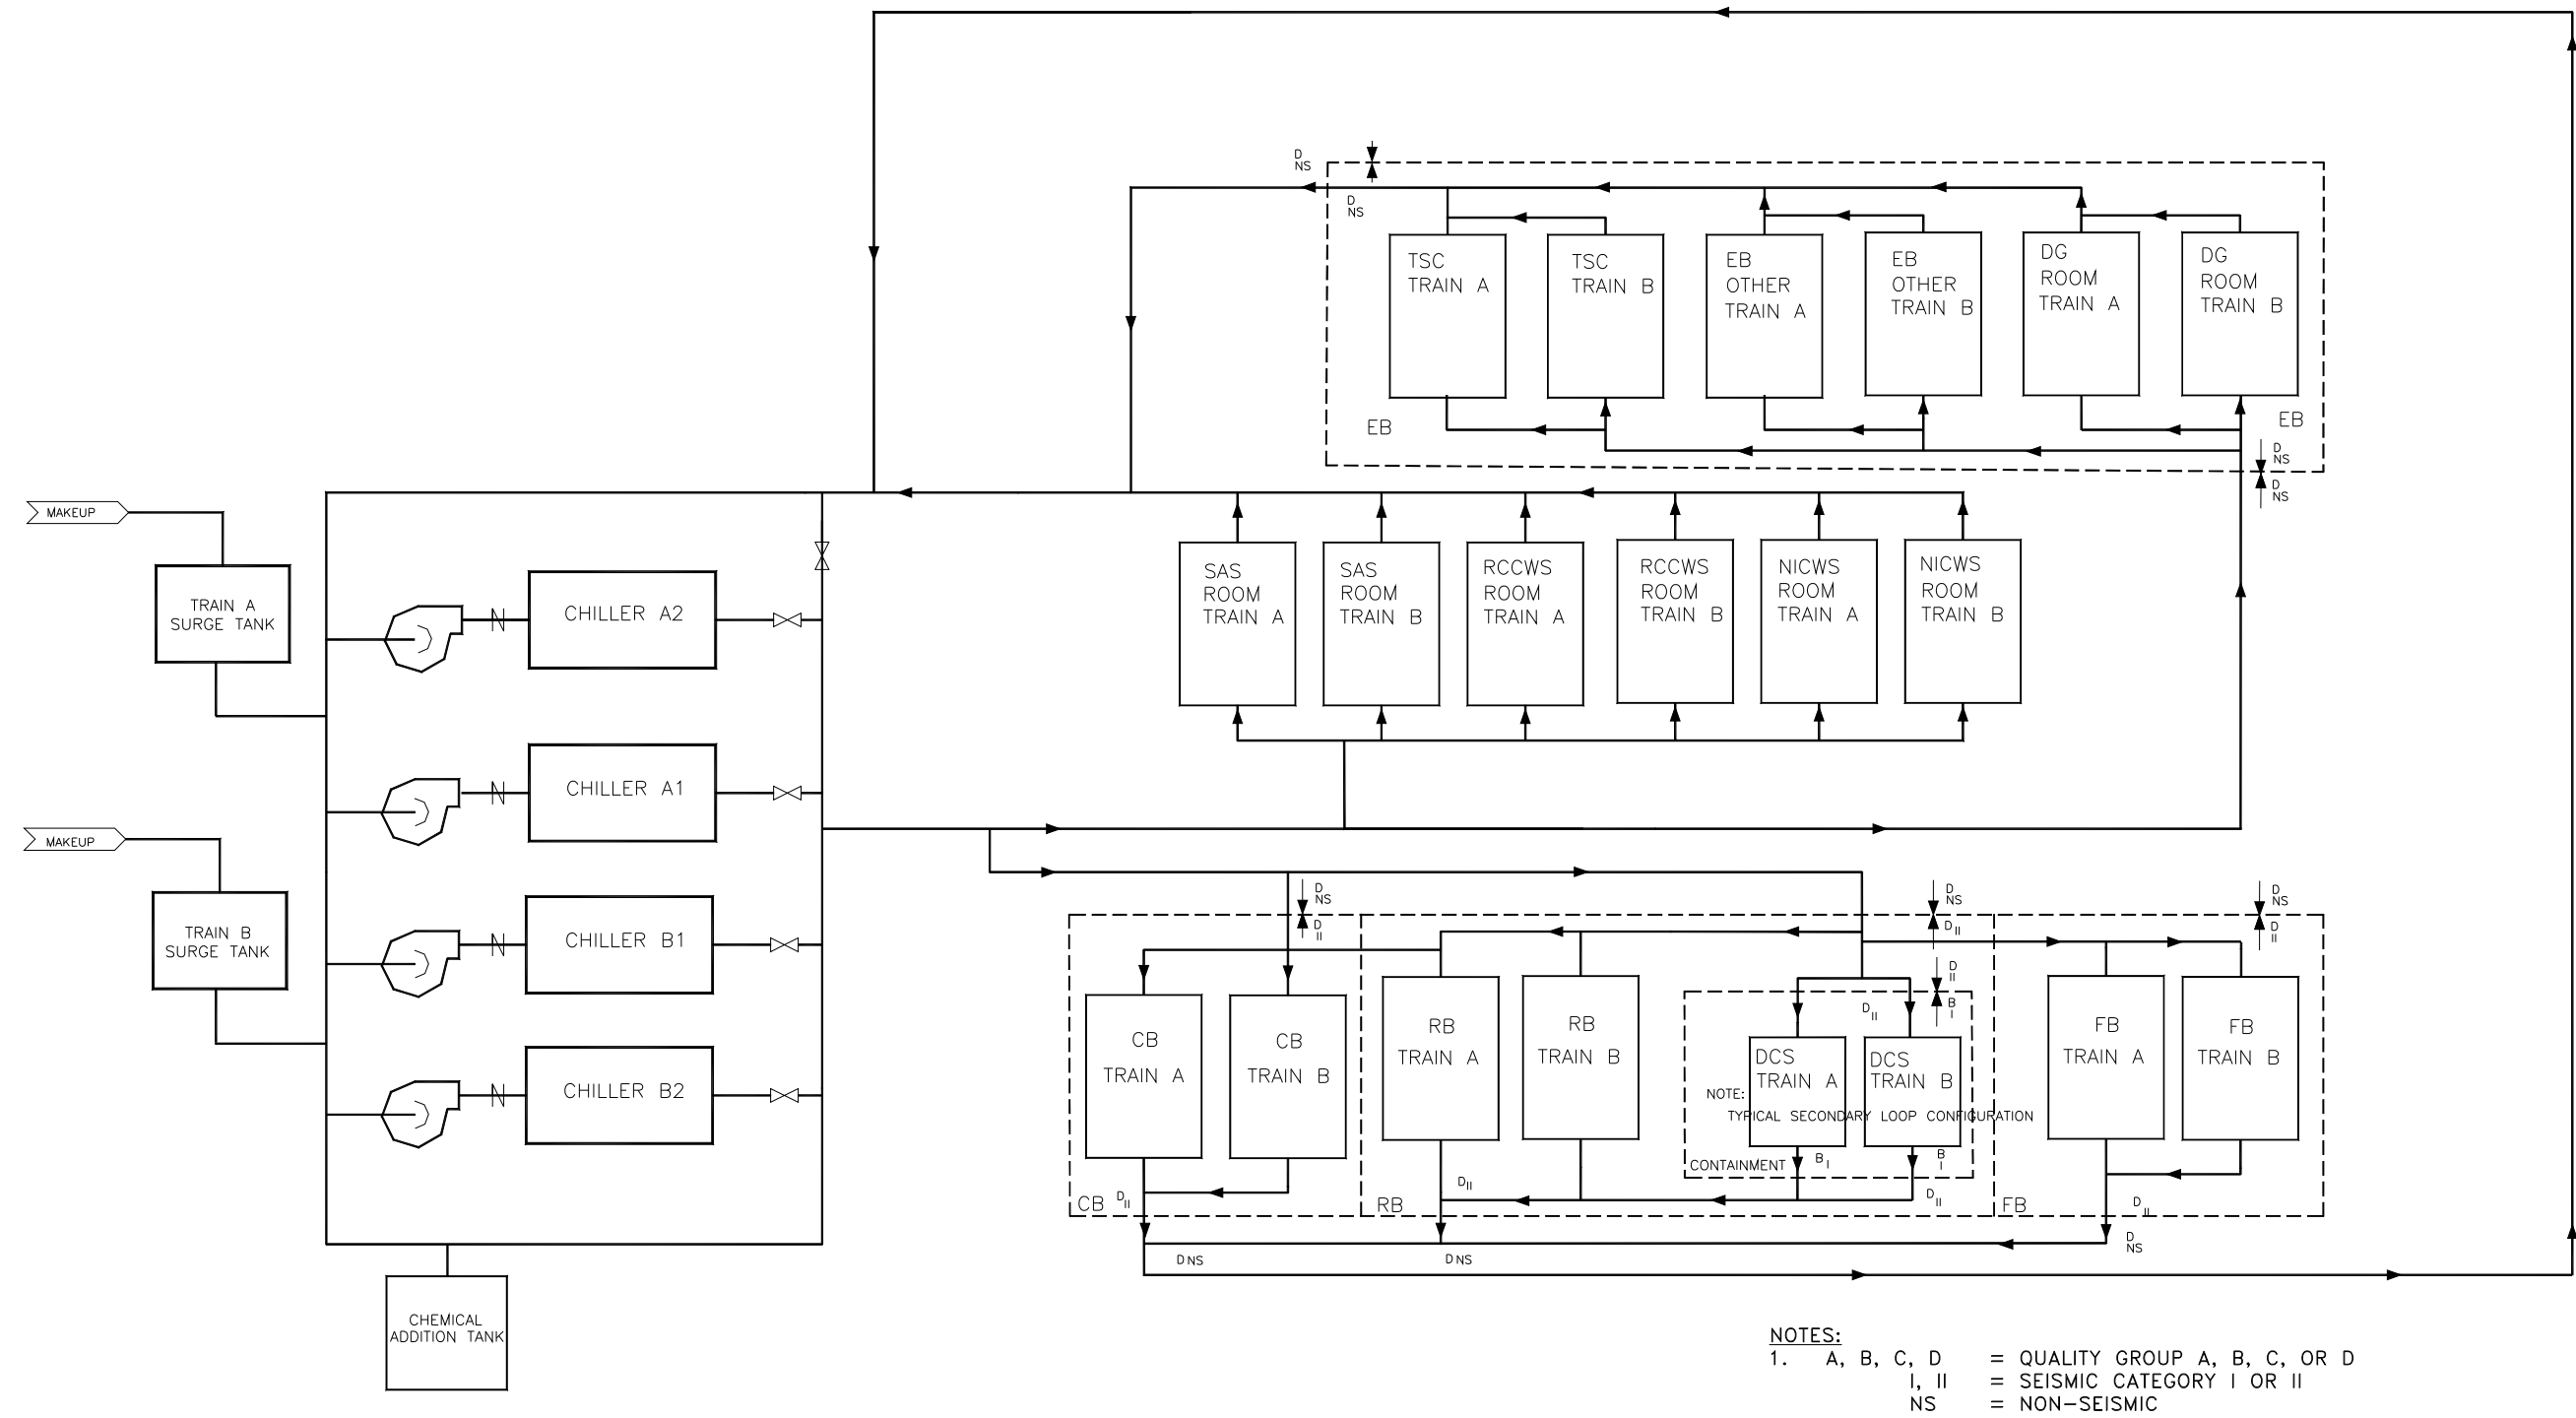 D
NS
D
NS
TSC
TRAIN A
TSC
TRAIN B
EB
OTHER
TRAIN A
EB
OTHER
TRAIN B
DG
ROOM
TRAIN A
DG
ROOM
TRAIN B
EB
EB
D
NS
D
NS
MAKEUP
TRAIN A
SURGE TANK
CHILLER A2
SAS
ROOM
TRAIN A
SAS
ROOM
TRAIN B
RCCWS
ROOM
TRAIN A
RCCWS
ROOM
TRAIN B
NICWS
ROOM
TRAIN A
NICWS
ROOM
TRAIN B
CHILLER A1
MAKEUP
TRAIN B
SURGE TANK
CHILLER B1
CHILLER B2
D
NS
D
II
D
NS
D II
D
II
B
I
D
NS
D
II
CB
TRAIN A
CB
TRAIN B
RB
TRAIN A
RB
TRAIN B
D II
DCS
TRAIN A
DCS
TRAIN B
NOTE:
TYPICAL SECONDARY LOOP CONFIGURATION
CONTAINMENT
B I
B
I
FB
TRAIN A
FB
TRAIN B
CB
D II
RB
D II
D II
FB
D II
D
NS
D NS
D NS
CHEMICAL
ADDITION TANK
NOTES:
1. A, B, C, D = QUALITY GROUP A, B, C, OR D
I, II = SEISMIC CATEGORY I OR II
NS = NON-SEISMIC